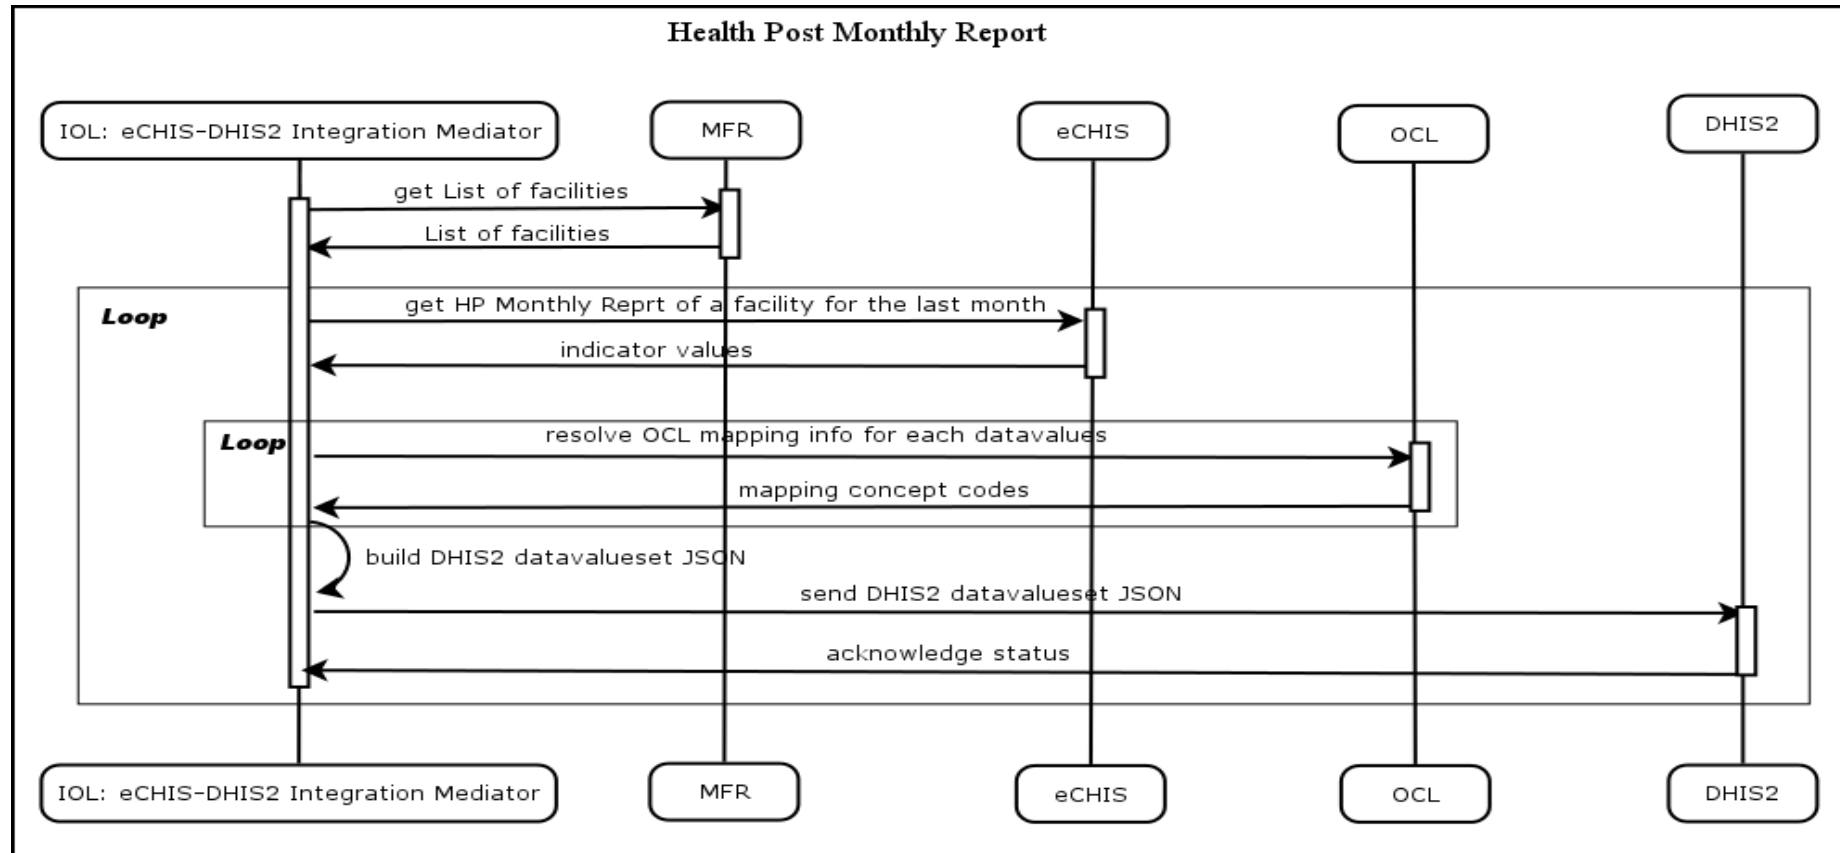 Health Post Monthly Report
IOL: eCHIS-DHIS2 Integration Mediator
MFR
eCHIS
OCL
DHIS2
get List of facilities
List of facilities
Loop
get HP Monthly Reprt of a facility for the last month
indicator values
Loop
resolve OCL mapping info for each datavalues
mapping concept codes
build DHIS2 datavalueset JSON
send DHIS2 datavalueset JSON
acknowledge status
IOL: eCHIS-DHIS2 Integration Mediator
MFR
eCHIS
OCL
DHIS2